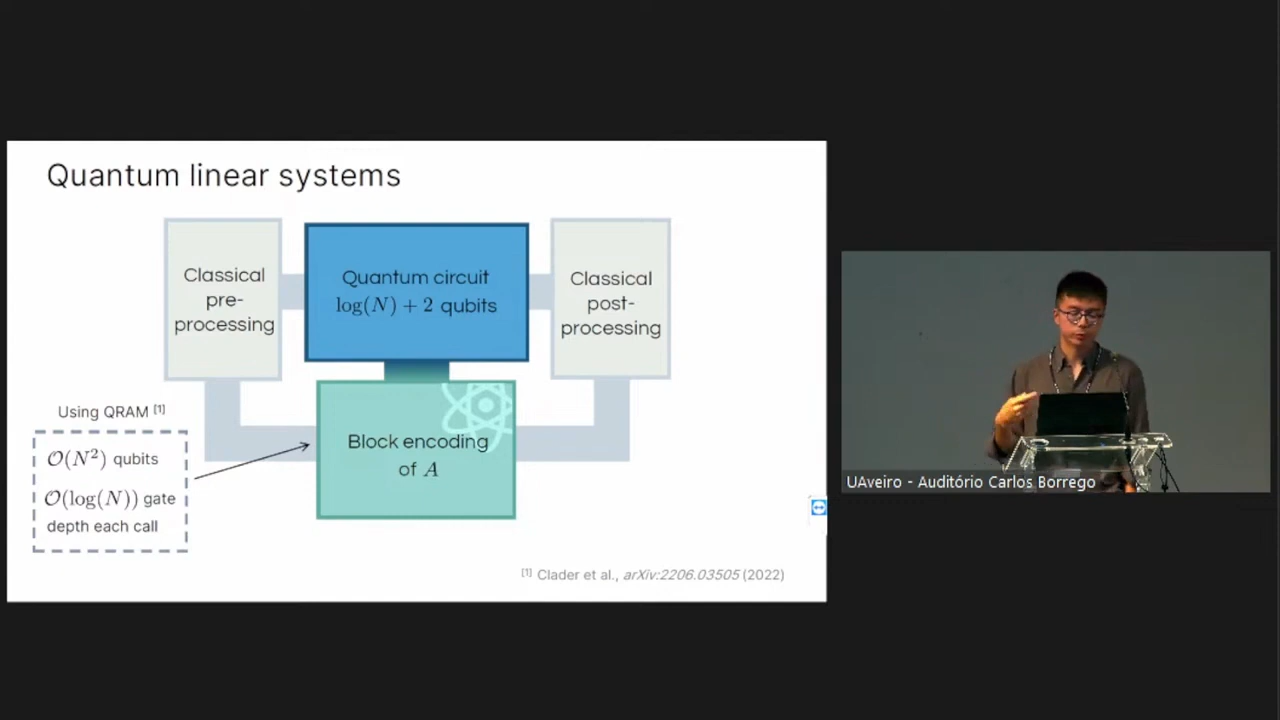 Quantum linear systems
Classical
pre-
processing
Quantum circuit
log(N) + 2 qubits
Classical
post-
processing
Using QRAM [1]
O(N²) qubits
O(log(N)) gate
depth each call
Block encoding
of A
[1] Clader et al., arXiv:2206.03505 (2022)
UAveiro - Auditório Carlos Borrego